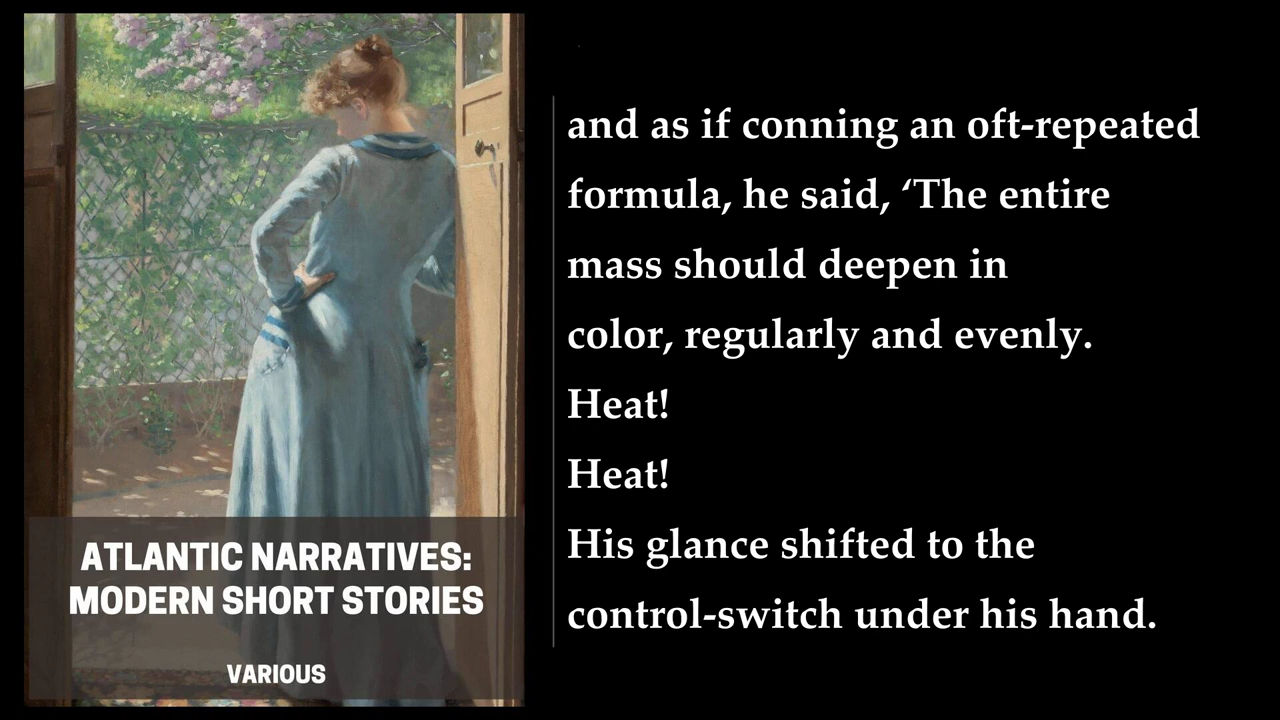 ATLANTIC NARRATIVES:
MODERN SHORT STORIES
VARIOUS
and as if conning an oft-repeated
formula, he said, ‘The entire
mass should deepen in
color, regularly and evenly.
Heat!
Heat!
His glance shifted to the
control-switch under his hand.